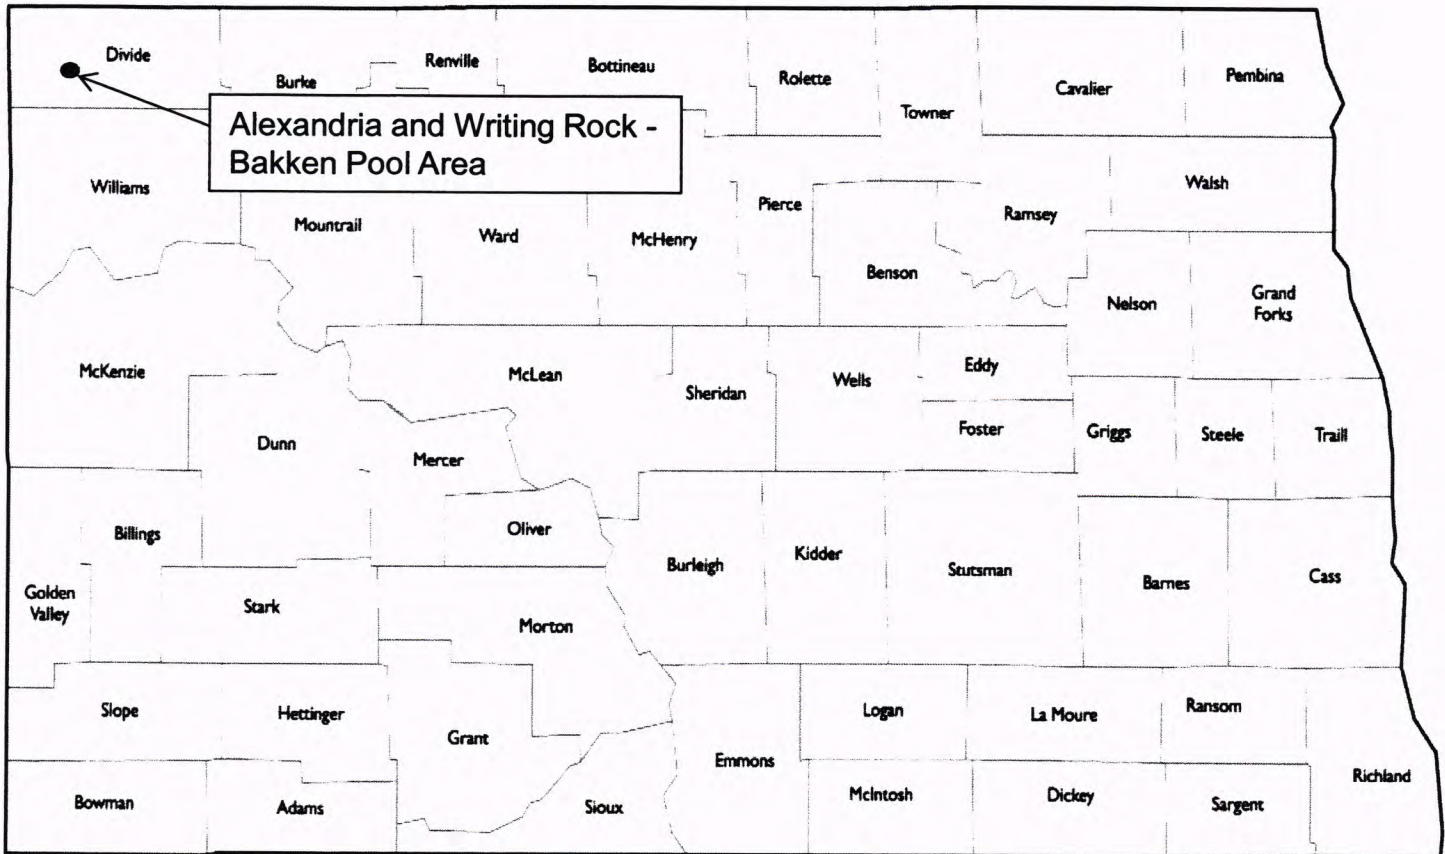 Divide
Burke
Renville
Bottineau
Rolette
Towner
Cavalier
Pembina
Alexandria and Writing Rock -
Bakken Pool Area
Williams
Mountrail
Ward
McHenry
Pierce
Benson
Ramsey
Walsh
Nelson
Grand
Forks
McKenzie
Dunn
McLean
Mercer
Oliver
Sheridan
Wells
Eddy
Foster
Griggs
Steele
Traill
Billings
Golden
Valley
Stark
Morton
Burleigh
Kidder
Stutsman
Barnes
Cass
Slope
Hettinger
Grant
Bowman
Adams
Sioux
Emmons
Logan
La Moure
Ransom
McIntosh
Dickey
Sargent
Richland